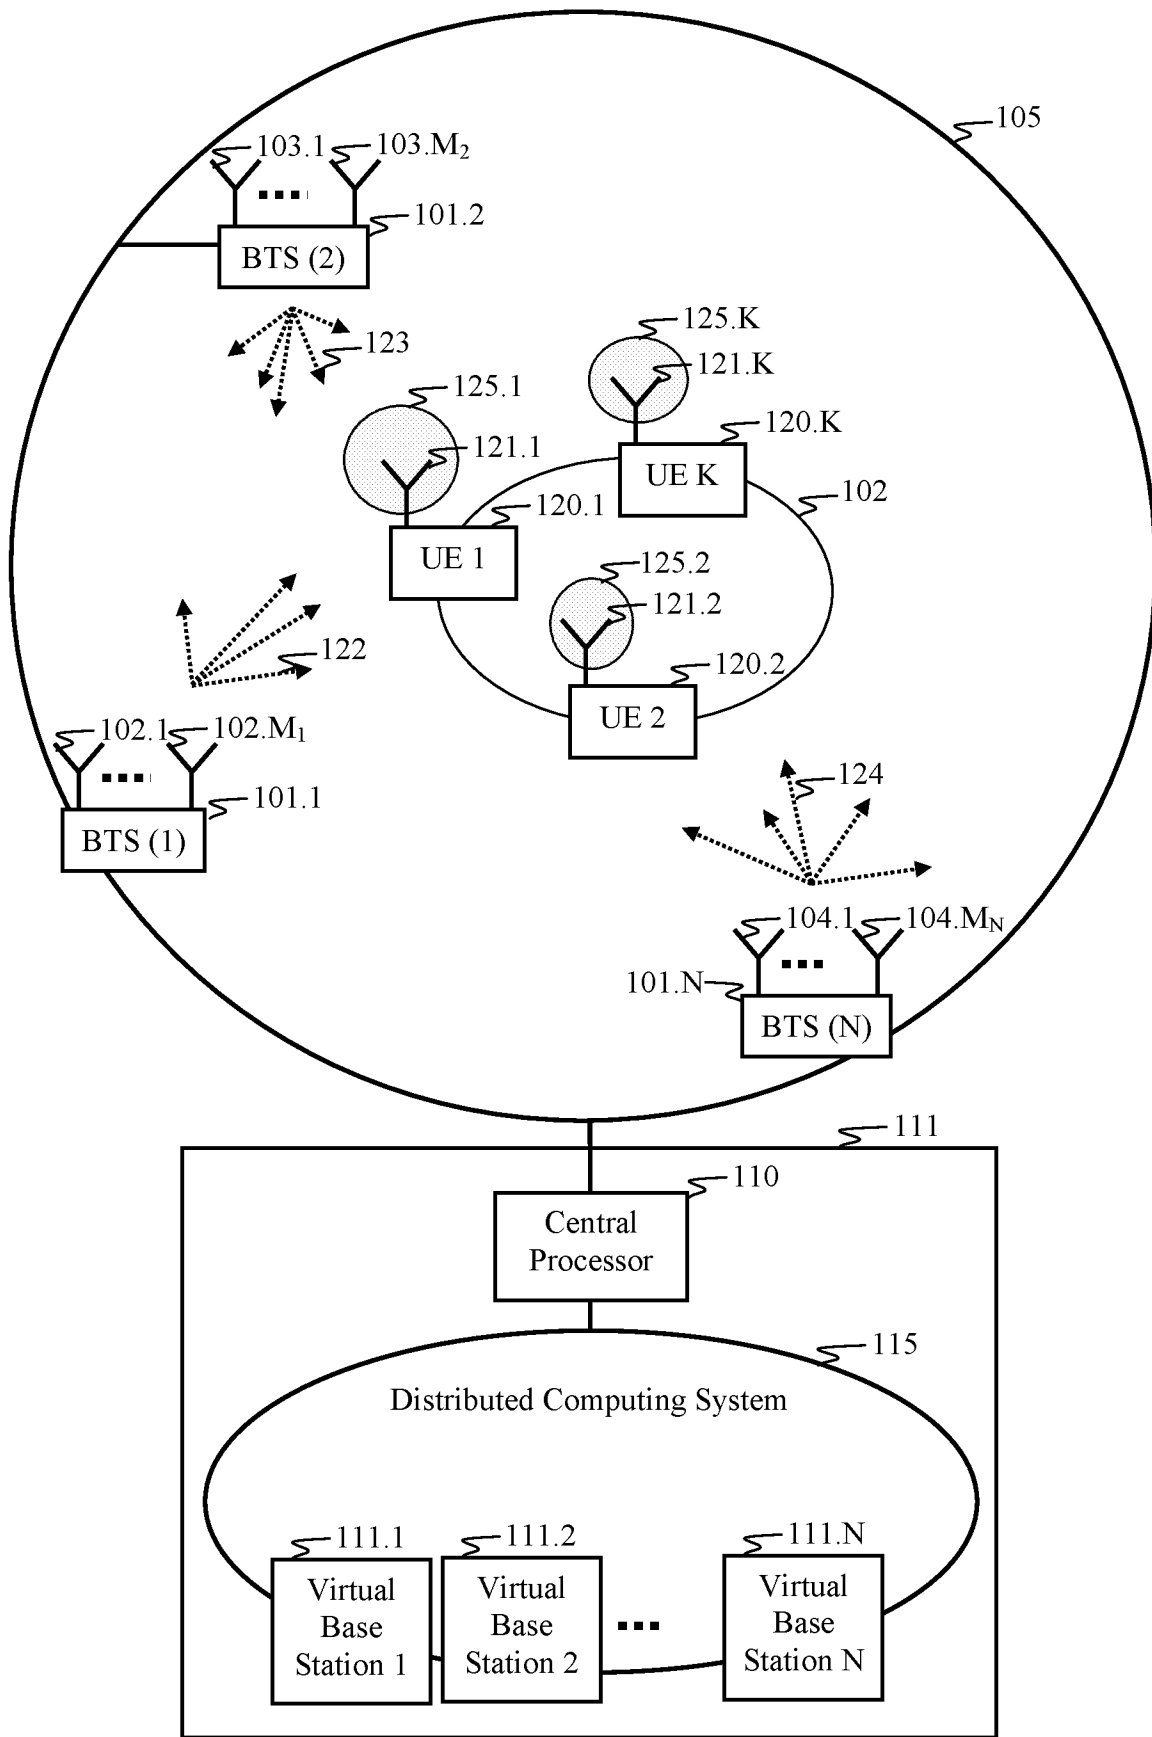 105
103.1
103.M2
101.2
BTS (2)
123
125.K
121.K
125.1
121.1
120.K
UE K
102
120.1
UE 1
125.2
121.2
122
120.2
UE 2
102.1
102.M1
101.1
BTS (1)
124
104.1
104.MN
101.N
BTS (N)
111
110
Central
Processor
115
Distributed Computing System
111.1
111.2
111.N
Virtual
Base
Station 1
Virtual
Base
Station 2
Virtual
Base
Station N